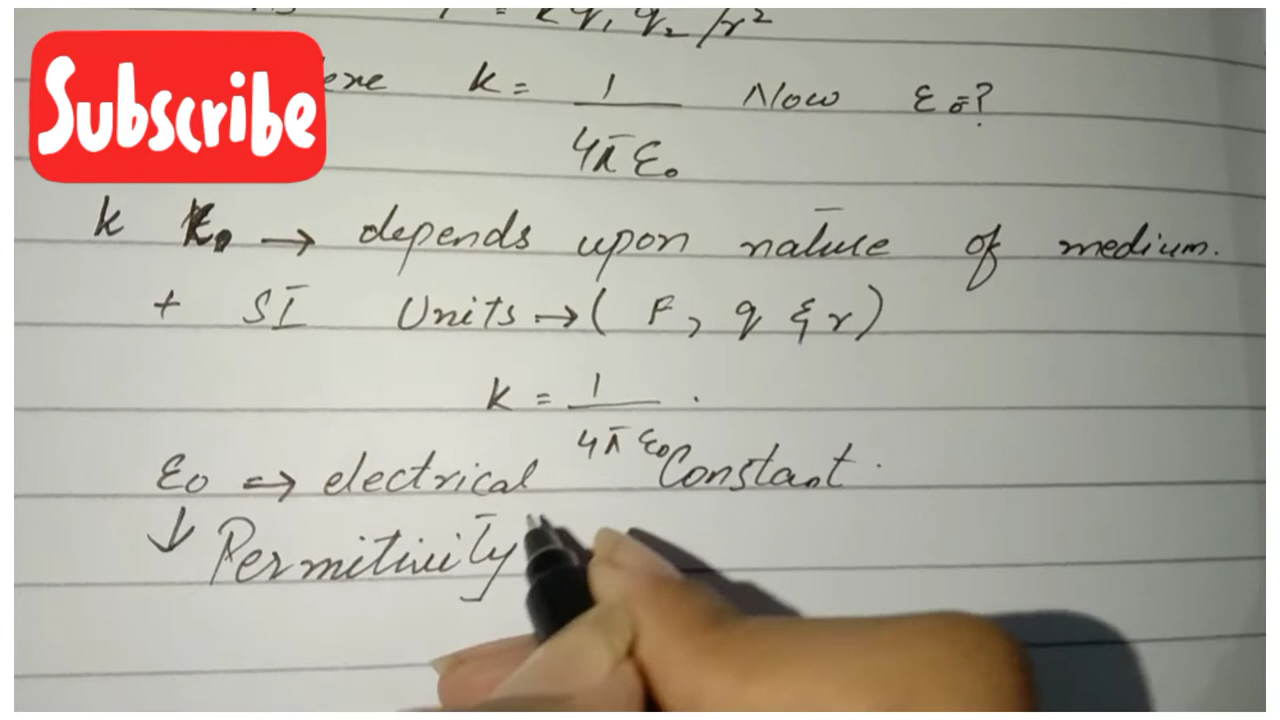 = kq₁ q₂ /r²
Subscribe
ere k = 1 / 4π ε₀ Now ε₀=?
k k₀ → depends upon nature of medium.
+ SI Units → ( F, q & r)
k = 1 / 4π ε₀ .
ε₀ ⇒ electrical Constant.
↓ Permitivity